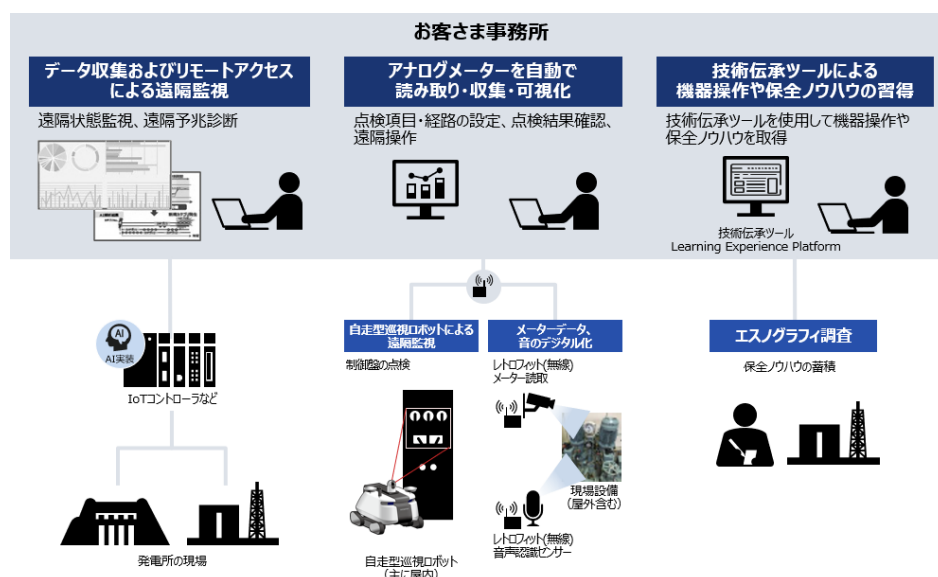 お客さま事務所
データ収集およびリモートアクセス
による遠隔監視
遠隔状態監視、遠隔予兆診断
アナログメーターを自動で
読み取り・収集・可視化
点検項目・経路の設定、点検結果確認、
遠隔操作
技術伝承ツールによる
機器操作や保全ノウハウの習得
技術伝承ツールを使用して機器操作や
保全ノウハウを取得
技術伝承ツール
Learning Experience Platform
AI
AI実装
IoTコントローラなど
発電所の現場
自走型巡視ロボットによる
遠隔監視
制御盤の点検
自走型巡視ロボット
(主に屋内)
メーターデータ、
音のデジタル化
レトロフィット(無線)
メーター読取
現場設備
(屋外含む)
レトロフィット(無線)
音声認識センサー
エスノグラフィ調査
保全ノウハウの蓄積